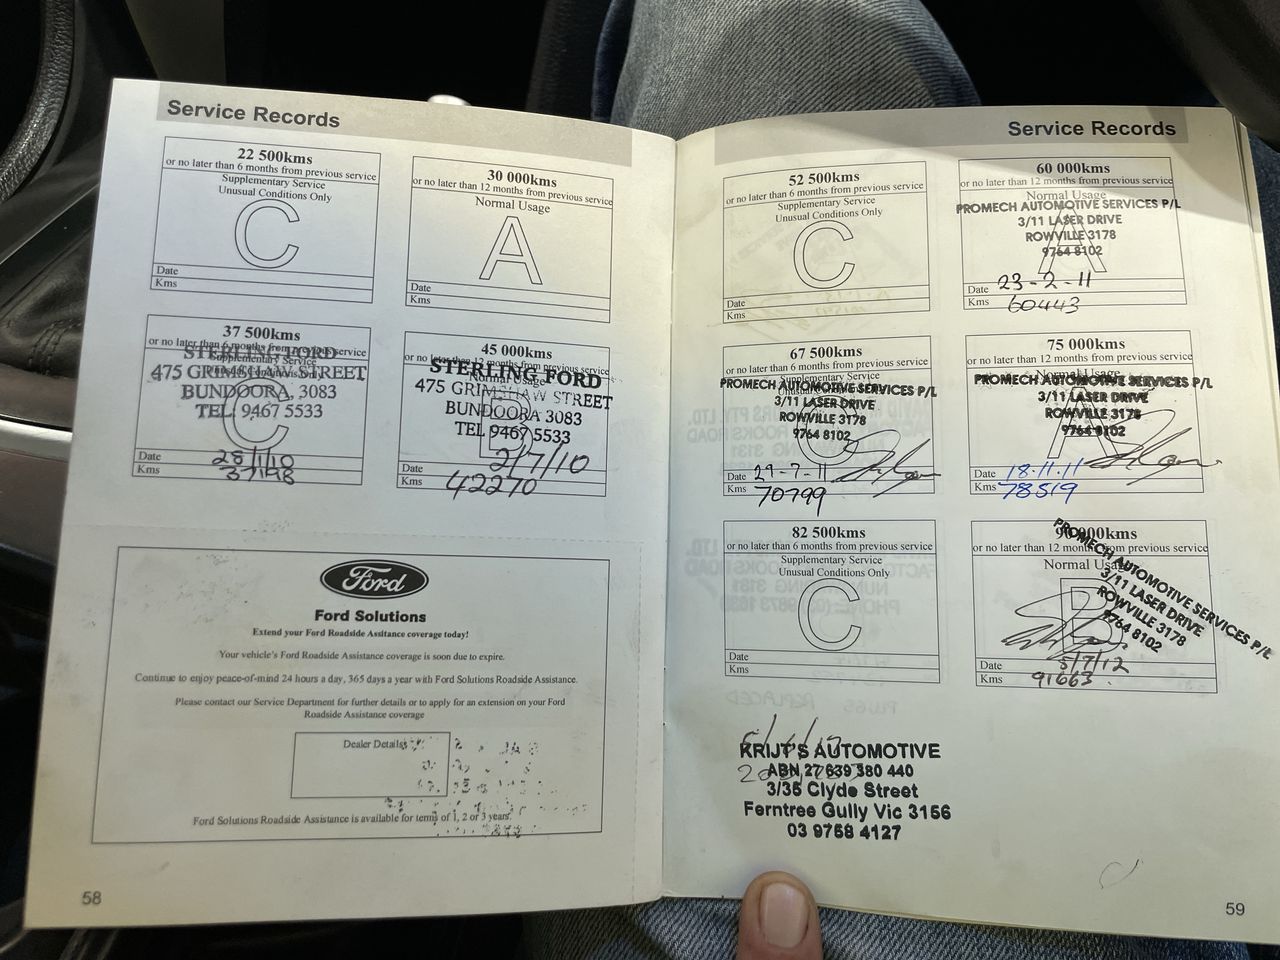 Service Records
22 500kms
or no later than 6 months from previous service
Supplementary Service
Unusual Conditions Only
C
Date
Kms
30 000kms
or no later than 12 months from previous service
Normal Usage
A
Date
Kms
37 500kms
or no later than 6 months from previous service
Supplementary Service
STERLING FORD
475 GRIMSHAW STREET
BUNDOORA, 3083
TEL: 9467 5533
C
Date
Kms 37198
45 000kms
or no later than 12 months from previous service
Normal Usage
STERLING FORD
475 GRIMSHAW STREET
BUNDOORA 3083
TEL 9467 5533
Date 2/7/10
Kms 42270
Ford
Ford Solutions
Extend your Ford Roadside Assitance coverage today!
Your vehicle's Ford Roadside Assistance coverage is soon due to expire.
Continue to enjoy peace-of-mind 24 hours a day, 365 days a year with Ford Solutions Roadside Assistance.
Please contact our Service Department for further details or to apply for an extension on your Ford
Roadside Assistance coverage
Dealer Details
Ford Solutions Roadside Assistance is available for terms of 1, 2 or 3 years.
58
Service Records
52 500kms
or no later than 6 months from previous service
Supplementary Service
Unusual Conditions Only
C
Date
Kms
60 000kms
or no later than 12 months from previous service
Normal Usage
PROMECH AUTOMOTIVE SERVICES P/L
3/11 LASER DRIVE
ROWVILLE 3178
9764 8102
A
Date 23-2-11
Kms 60443
67 500kms
or no later than 6 months from previous service
Supplementary Service
PROMECH AUTOMOTIVE SERVICES P/L
3/11 LASER DRIVE
ROWVILLE 3178
9764 8102
C
Date 29-7-11
Kms 70799
75 000kms
or no later than 12 months from previous service
PROMECH AUTOMOTIVE SERVICES P/L
3/11 LASER DRIVE
ROWVILLE 3178
9764 8102
A
Date 18.11.11
Kms 78519
82 500kms
or no later than 6 months from previous service
Supplementary Service
Unusual Conditions Only
C
Date
Kms
90 000kms
or no later than 12 months from previous service
Normal Usage
PROMECH AUTOMOTIVE SERVICES P/L
3/11 LASER DRIVE
ROWVILLE 3178
9764 8102
B
Date 5/7/12
Kms 91663
KRIJT'S AUTOMOTIVE
ABN 27 639 380 440
3/35 Clyde Street
Ferntree Gully Vic 3156
03 9758 4127
59